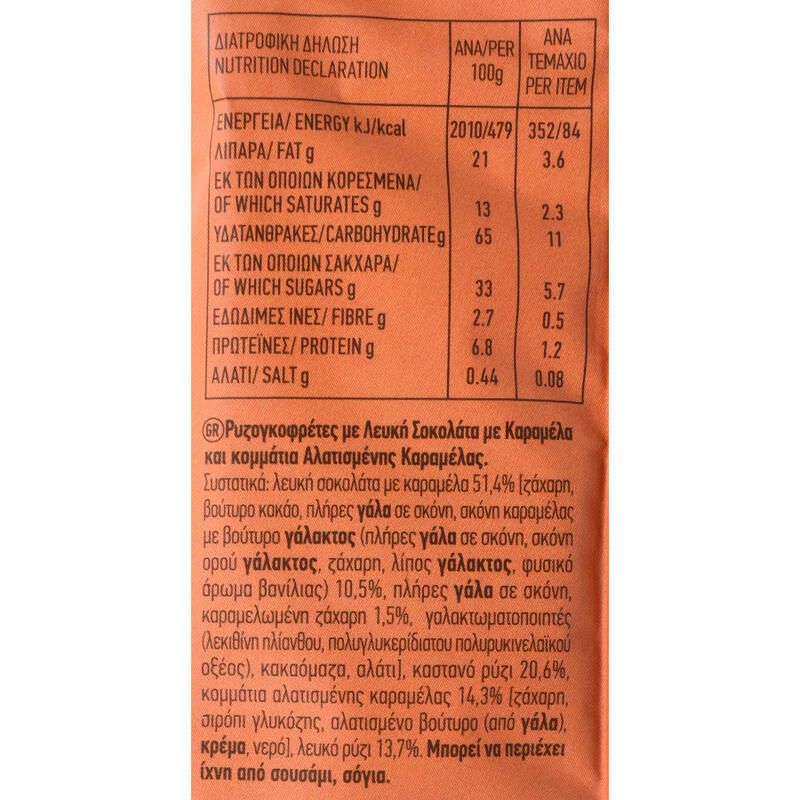 ΔΙΑΤΡΟΦΙΚΗ ΔΗΛΩΣΗ
NUTRITION DECLARATION
ΑΝΑ/PER
100g
ΑΝΑ
ΤΕΜΑΧΙΟ
PER ITEM
ΕΝΕΡΓΕΙΑ/ ENERGY kJ/kcal 2010/479 352/84
ΛΙΠΑΡΑ/ FAT g 21 3.6
ΕΚ ΤΩΝ ΟΠΟΙΩΝ ΚΟΡΕΣΜΕΝΑ/
OF WHICH SATURATES g 13 2.3
ΥΔΑΤΑΝΘΡΑΚΕΣ/CARBOHYDRATE g 65 11
ΕΚ ΤΩΝ ΟΠΟΙΩΝ ΣΑΚΧΑΡΑ/
OF WHICH SUGARS g 33 5.7
ΕΔΩΔΙΜΕΣ ΙΝΕΣ/ FIBRE g 2.7 0.5
ΠΡΩΤΕΪΝΕΣ/ PROTEIN g 6.8 1.2
ΑΛΑΤΙ/ SALT g 0.44 0.08
GR Ρυζογκοφρέτες με Λευκή Σοκολάτα με Καραμέλα
και κομμάτια Αλατισμένης Καραμέλας.
Συστατικά: λευκή σοκολάτα με καραμέλα 51,4% [ζάχαρη,
βούτυρο κακάο, πλήρες γάλα σε σκόνη, σκόνη καραμέλας
με βούτυρο γάλακτος (πλήρες γάλα σε σκόνη, σκόνη
ορού γάλακτος, ζάχαρη, λίπος γάλακτος, φυσικό
άρωμα βανίλιας) 10,5%, πλήρες γάλα σε σκόνη,
καραμελωμένη ζάχαρη 1,5%, γαλακτωματοποιητές
(λεκιθίνη ηλίανθου, πολυγλυκερίδιατου πολυρυκινελαϊκού
οξέος), κακαόμαζα, αλάτι], καστανό ρύζι 20,6%,
κομμάτια αλατισμένης καραμέλας 14,3% [ζάχαρη,
σιρόπι γλυκόζης, αλατισμένο βούτυρο (από γάλα),
κρέμα, νερό], λευκό ρύζι 13,7%. Μπορεί να περιέχει
ίχνη από σουσάμι, σόγια.